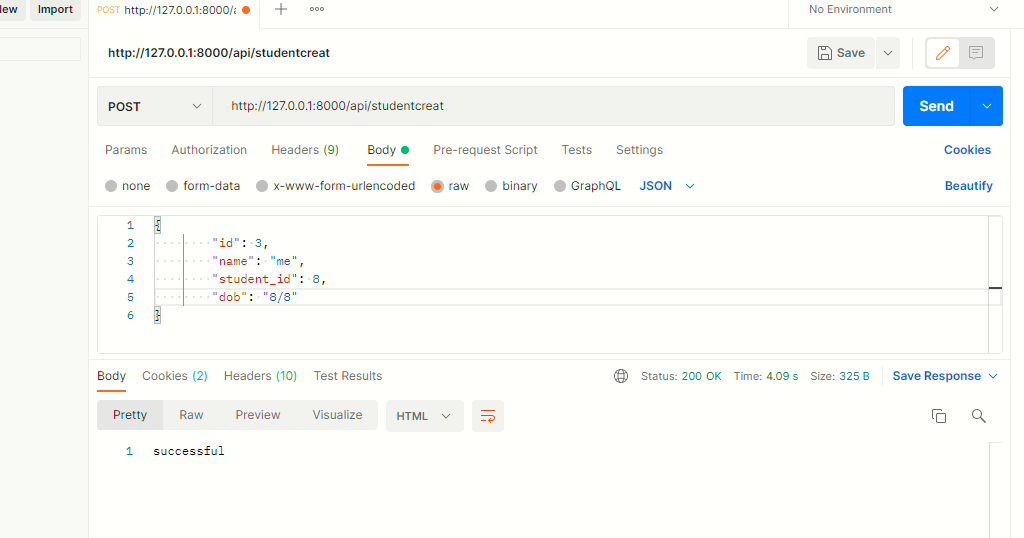 New Import POST http://127.0.0.1:8000/a No Environment
http://127.0.0.1:8000/api/studentcreat Save
POST http://127.0.0.1:8000/api/studentcreat Send
Params Authorization Headers (9) Body Pre-request Script Tests Settings Cookies
none form-data x-www-form-urlencoded raw binary GraphQL JSON Beautify
1 {
2 "id": 3,
3 "name": "me",
4 "student_id": 8,
5 "dob": "8/8"
6 }
Body Cookies (2) Headers (10) Test Results Status: 200 OK Time: 4.09 s Size: 325 B Save Response
Pretty Raw Preview Visualize HTML
1 successful